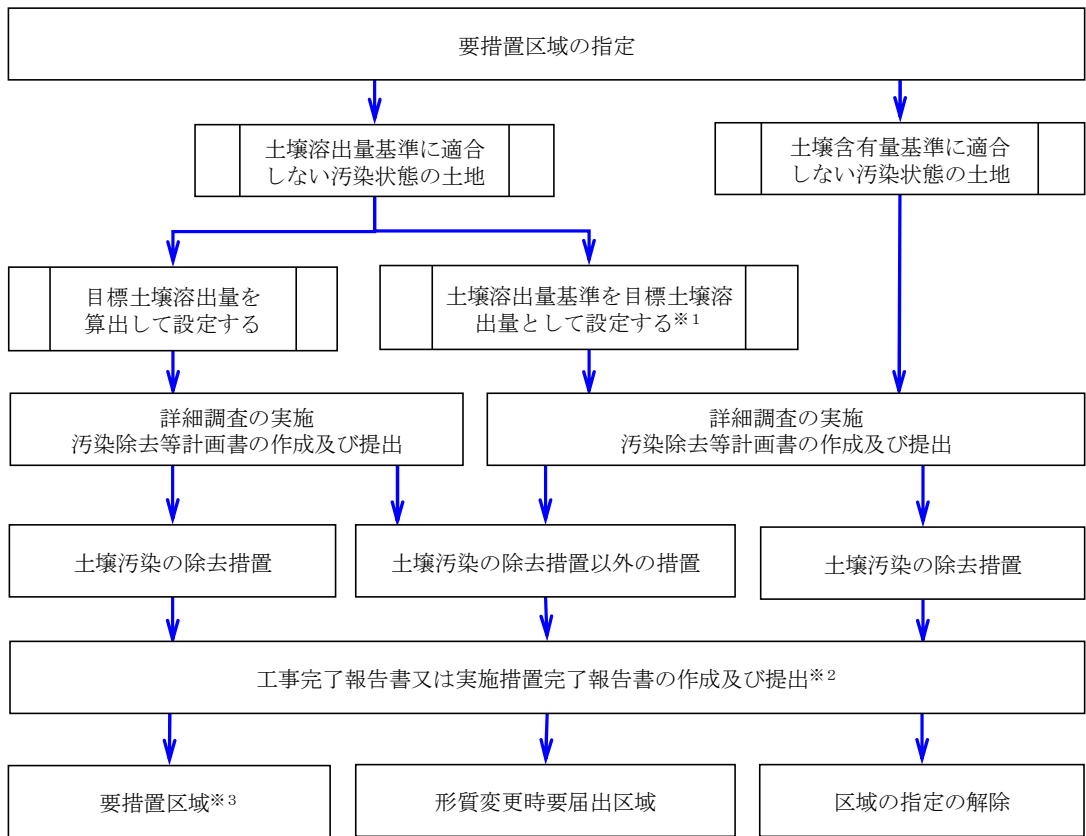 要措置区域の指定
土壌溶出量基準に適合
しない汚染状態の土地
土壌含有量基準に適合
しない汚染状態の土地
目標土壌溶出量を
算出して設定する
土壌溶出量基準を目標土壌溶
出量として設定する※1
詳細調査の実施
汚染除去等計画書の作成及び提出
詳細調査の実施
汚染除去等計画書の作成及び提出
土壌汚染の除去措置
土壌汚染の除去措置以外の措置
土壌汚染の除去措置
工事完了報告書又は実施措置完了報告書の作成及び提出※2
要措置区域※3
形質変更時要届出区域
区域の指定の解除